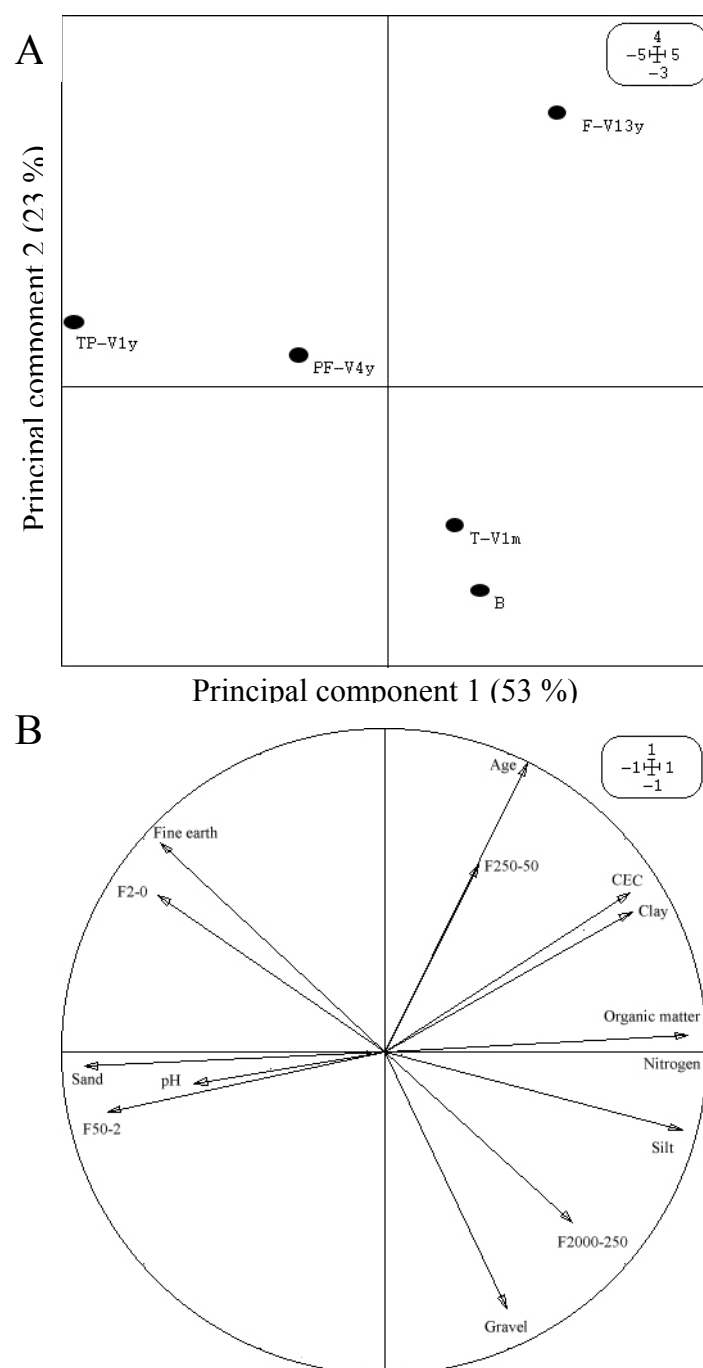 A
4
-5 5
-3
F-V13y
TP-V1y
PF-V4y
T-V1m
B
Principal component 2 (23 %)
Principal component 1 (53 %)
B
1
-1 1
-1
Age
Fine earth
F250-50
F2-0
CEC
Clay
Organic matter
Nitrogen
Sand
pH
F50-2
Silt
F2000-250
Gravel